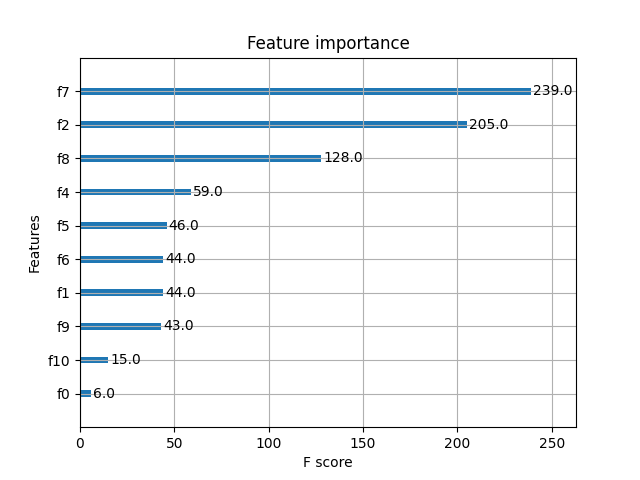 Feature importance
f7 239.0
f2 205.0
f8 128.0
f4 59.0
f5 46.0
f6 44.0
f1 44.0
f9 43.0
f10 15.0
f0 6.0
Features
0 50 100 150 200 250
F score